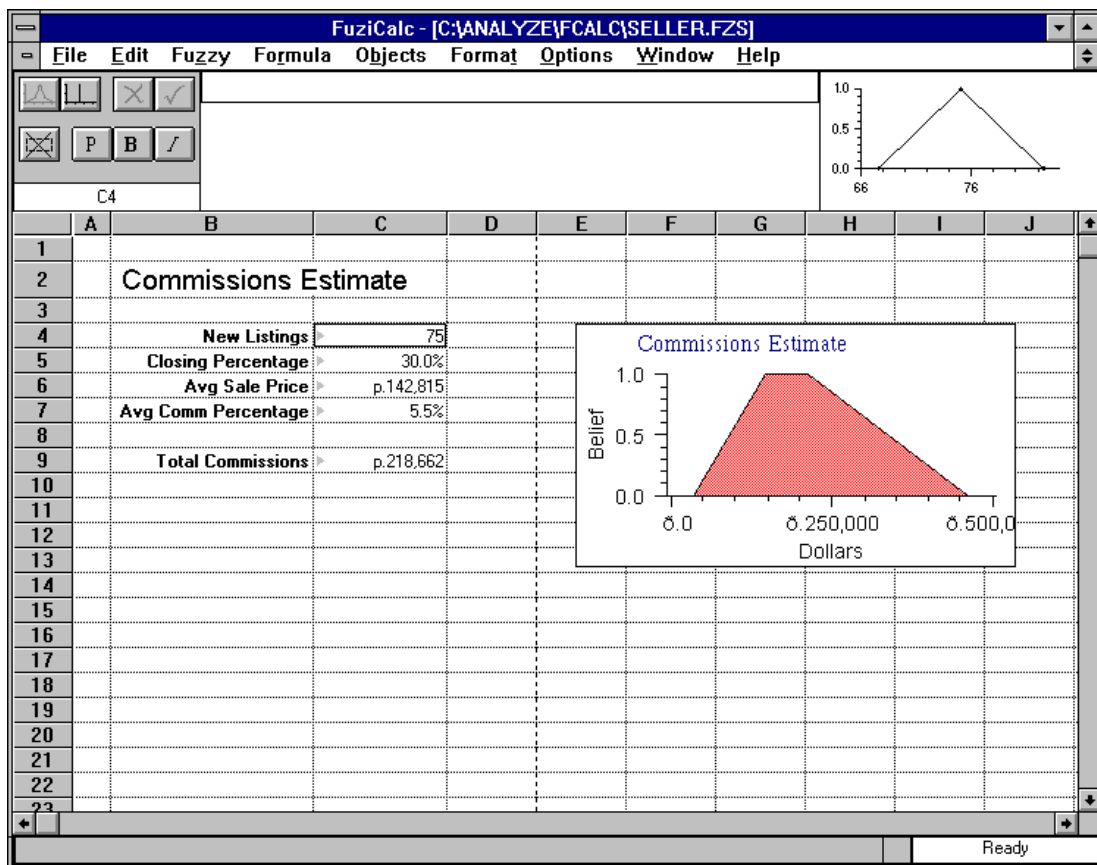 FuziCalc - [C:\ANALYZE\FCALC\SELLER.FZS]
File Edit Fuzzy Formula Objects Format Options Window Help
P B I
C4
1.0
0.5
0.0
66 76
A B C D E F G H I J
1
2 Commissions Estimate
3
4 New Listings 75
5 Closing Percentage 30.0%
6 Avg Sale Price p.142,815
7 Avg Comm Percentage 5.5%
8
9 Total Commissions p.218,662
10
11
12
13
14
15
16
17
18
19
20
21
22
23
Commissions Estimate
1.0
0.5
0.0
Belief
ð.0 ð.250,000 ð.500,0
Dollars
Ready